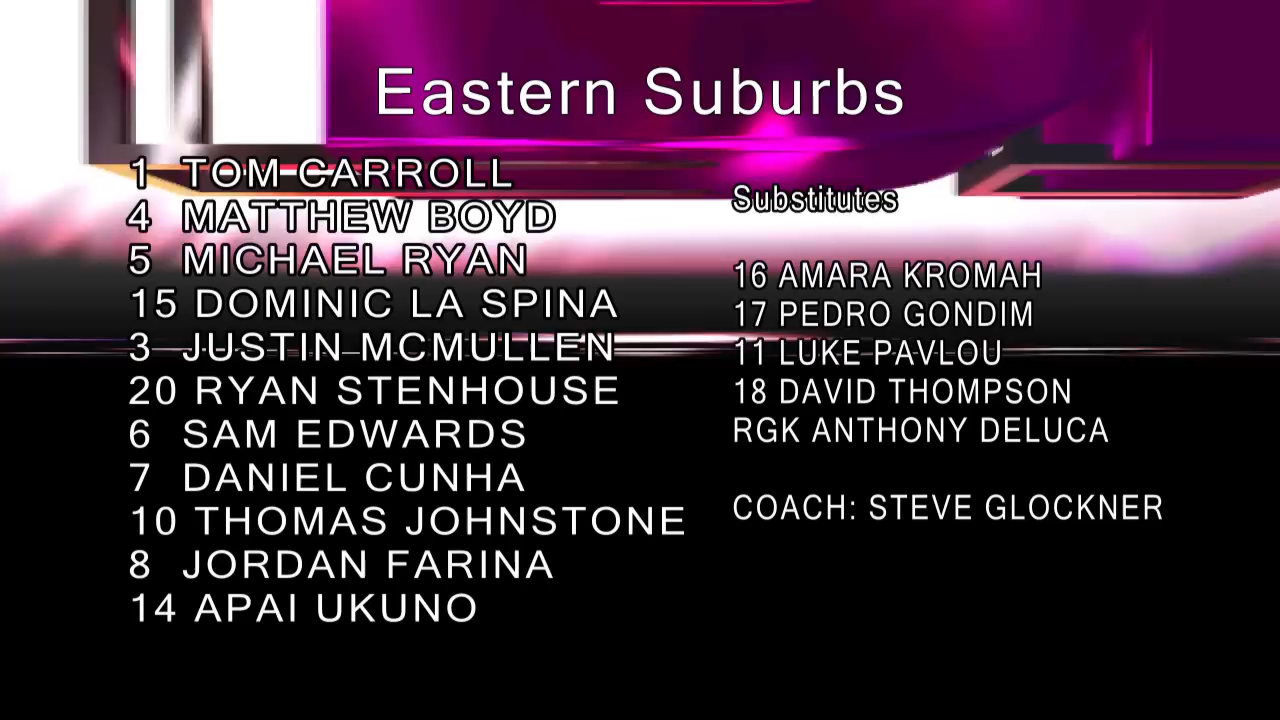 Eastern Suburbs
1 TOM CARROLL
4 MATTHEW BOYD
5 MICHAEL RYAN
15 DOMINIC LA SPINA
3 JUSTIN MCMULLEN
20 RYAN STENHOUSE
6 SAM EDWARDS
7 DANIEL CUNHA
10 THOMAS JOHNSTONE
8 JORDAN FARINA
14 APAI UKUNO
Substitutes
16 AMARA KROMAH
17 PEDRO GONDIM
11 LUKE PAVLOU
18 DAVID THOMPSON
RGK ANTHONY DELUCA
COACH: STEVE GLOCKNER